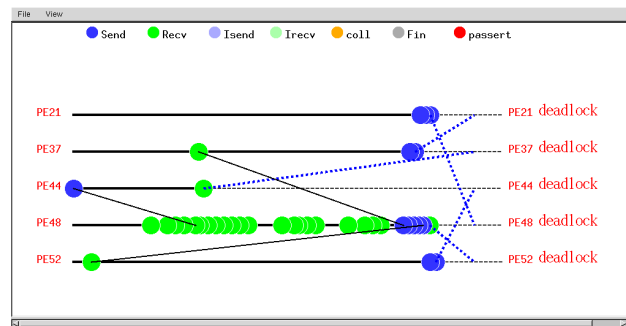 File View
Send Recv Isend Irecv coll Fin passert
PE21 PE21 deadlock
PE37 PE37 deadlock
PE44 PE44 deadlock
PE48 PE48 deadlock
PE52 PE52 deadlock